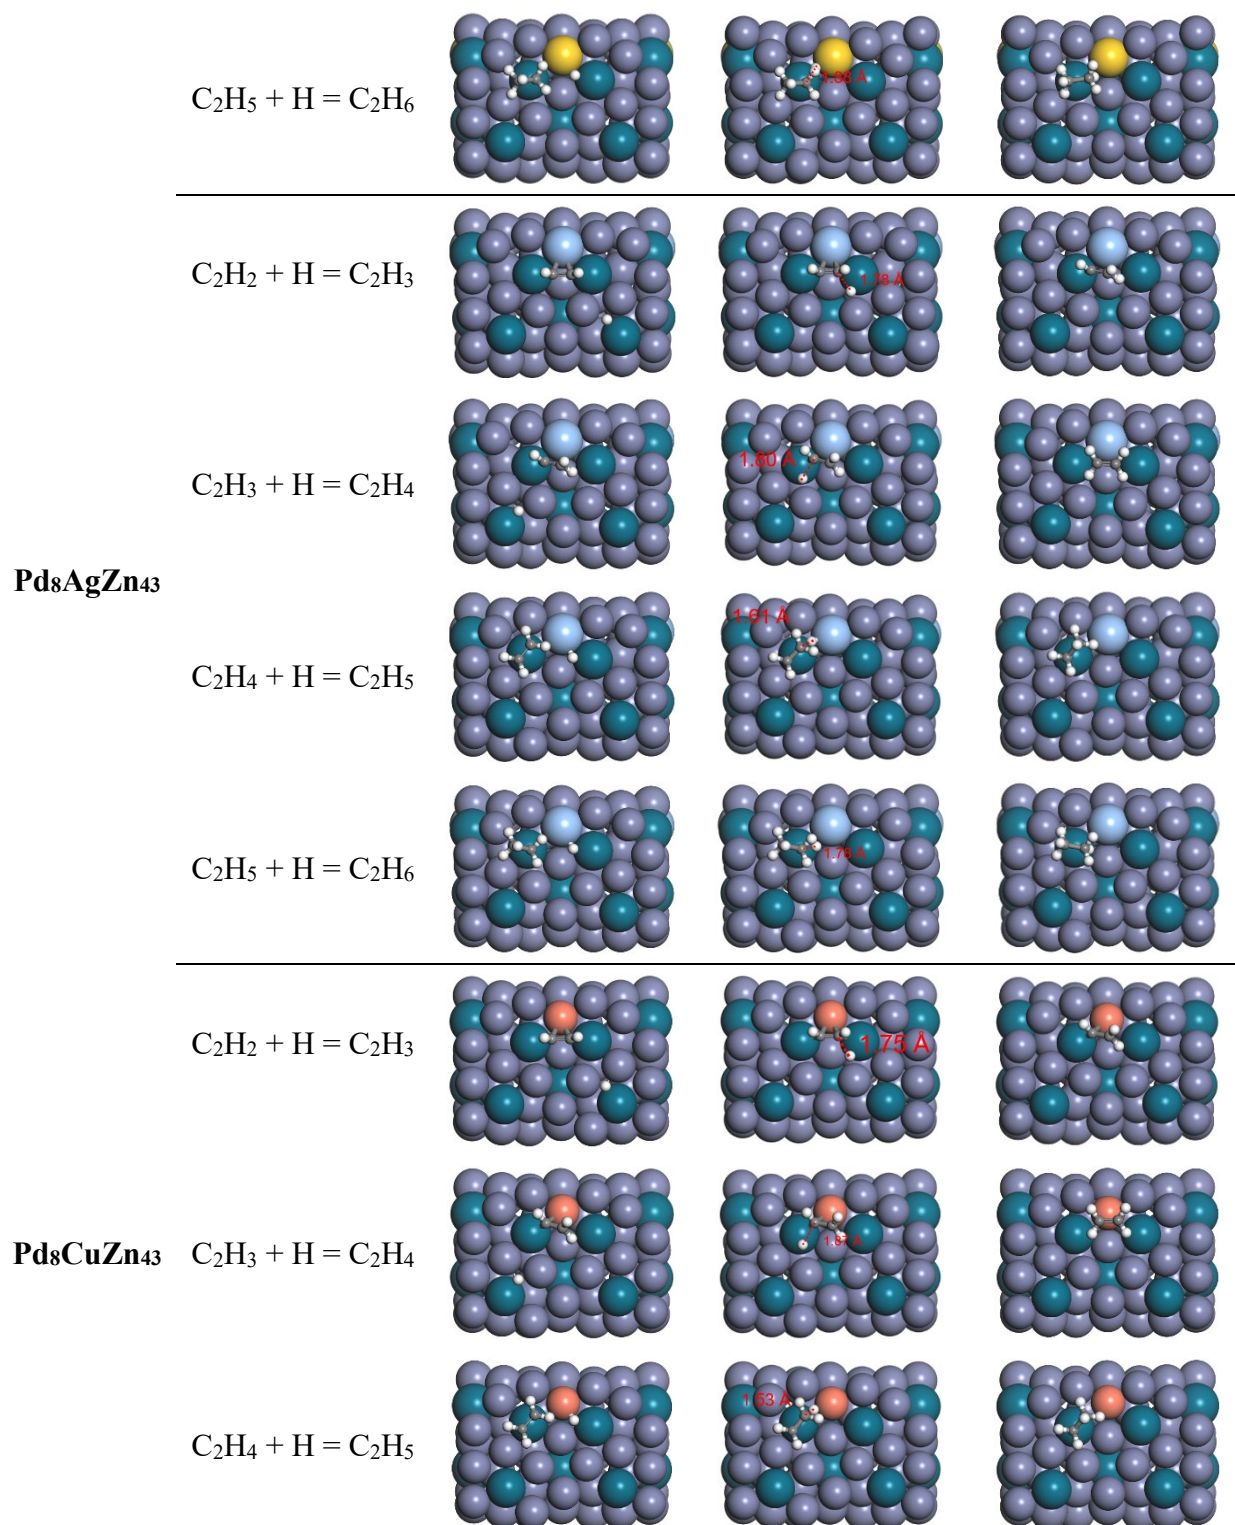 C₂H₅ + H = C₂H₆
1.88 Å
C₂H₂ + H = C₂H₃
1.78 Å
C₂H₃ + H = C₂H₄
1.80 Å
Pd₈AgZn₄₃
C₂H₄ + H = C₂H₅
1.61 Å
C₂H₅ + H = C₂H₆
1.78 Å
C₂H₂ + H = C₂H₃
1.75 Å
Pd₈CuZn₄₃
C₂H₃ + H = C₂H₄
1.87 Å
C₂H₄ + H = C₂H₅
1.53 Å